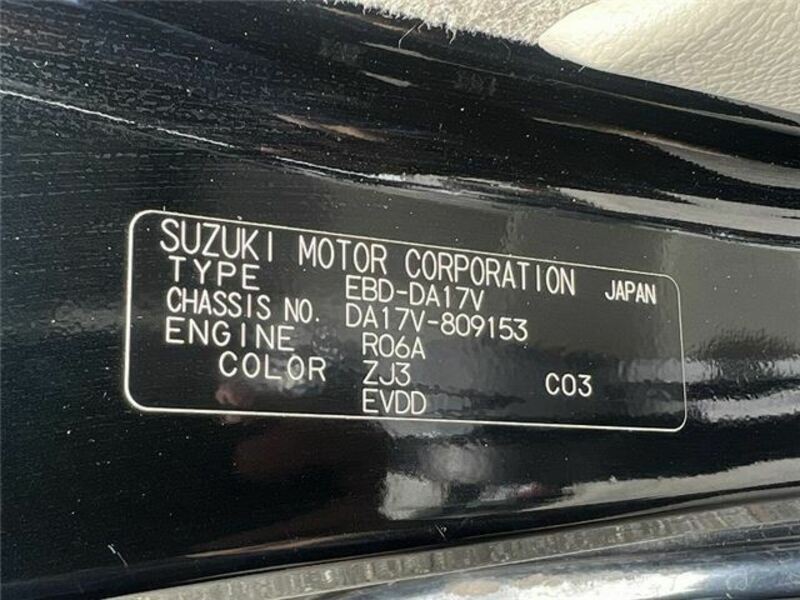 SUZUKI MOTOR CORPORATION JAPAN
TYPE EBD-DA17V
CHASSIS NO. DA17V-809153
ENGINE R06A
COLOR ZJ3 C03
EVDD